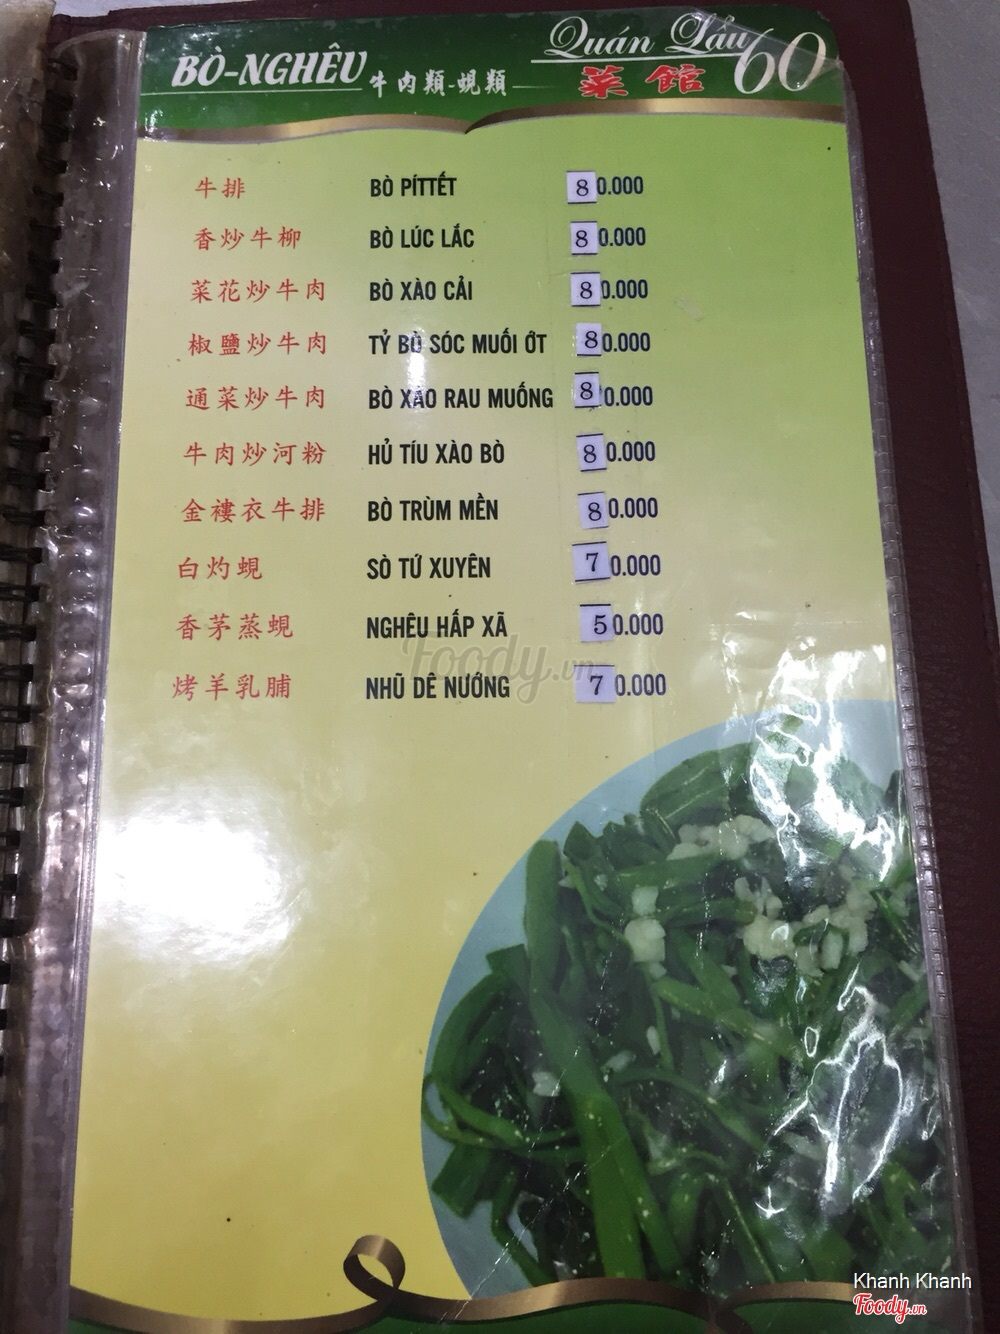 BÒ-NGHÊU 牛肉類-蜆類 Quán Lẩu 60
菜館
牛排 BÒ PÍTTẾT 80.000
香炒牛柳 BÒ LÚC LẮC 80.000
菜花炒牛肉 BÒ XÀO CẢI 80.000
椒鹽炒牛肉 TỶ BÒ SÓC MUỐI ỚT 80.000
通菜炒牛肉 BÒ XÀO RAU MUỐNG 80.000
牛肉炒河粉 HỦ TÍU XÀO BÒ 80.000
金褸衣牛排 BÒ TRÙM MỀN 80.000
白灼蜆 SÒ TỨ XUYÊN 70.000
香茅蒸蜆 NGHÊU HẤP XÃ 50.000
烤羊乳脯 NHŨ DÊ NƯỚNG 70.000
Foody.vn
Khanh Khanh
Foody.vn